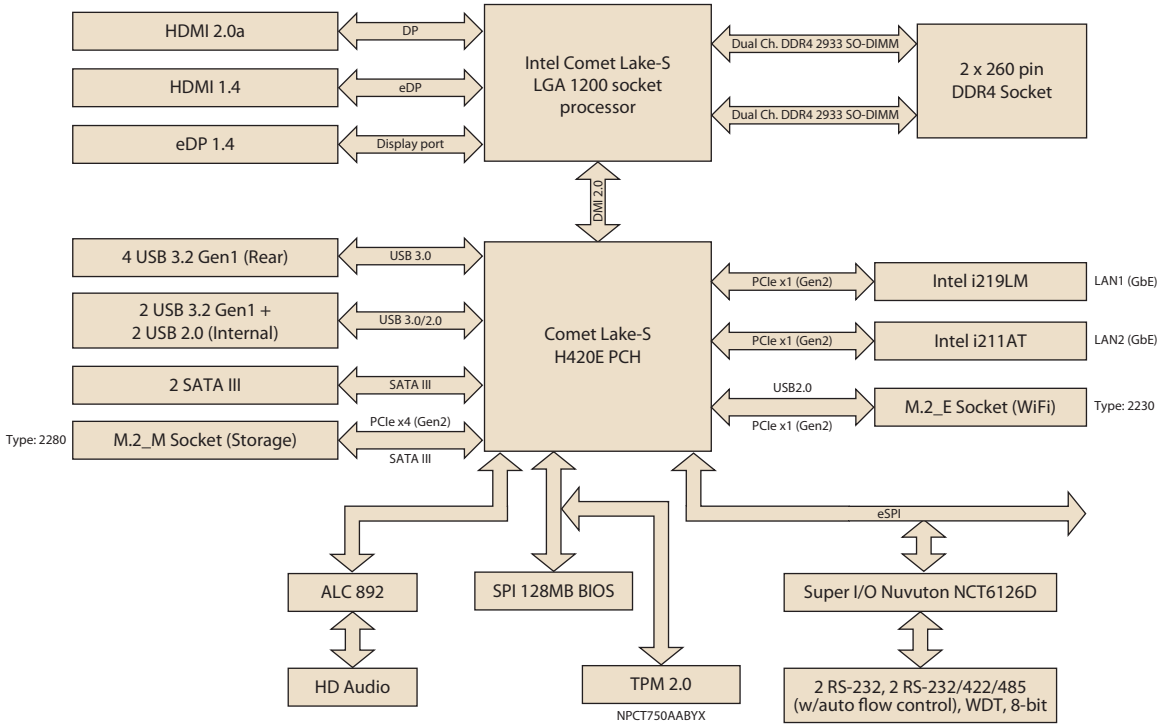 HDMI 2.0a
DP
HDMI 1.4
eDP
eDP 1.4
Display port
Intel Comet Lake-S
LGA 1200 socket
processor
Dual Ch. DDR4 2933 SO-DIMM
Dual Ch. DDR4 2933 SO-DIMM
2 x 260 pin
DDR4 Socket
DMI 2.0
4 USB 3.2 Gen1 (Rear)
USB 3.0
2 USB 3.2 Gen1 +
2 USB 2.0 (Internal)
USB 3.0/2.0
2 SATA III
SATA III
Type: 2280
M.2_M Socket (Storage)
PCIe x4 (Gen2)
SATA III
Comet Lake-S
H420E PCH
PCIe x1 (Gen2)
Intel i219LM
LAN1 (GbE)
PCIe x1 (Gen2)
Intel i211AT
LAN2 (GbE)
USB2.0
PCIe x1 (Gen2)
M.2_E Socket (WiFi)
Type: 2230
eSPI
ALC 892
HD Audio
SPI 128MB BIOS
TPM 2.0
NPCT750AABYX
Super I/O Nuvuton NCT6126D
2 RS-232, 2 RS-232/422/485
(w/auto flow control), WDT, 8-bit